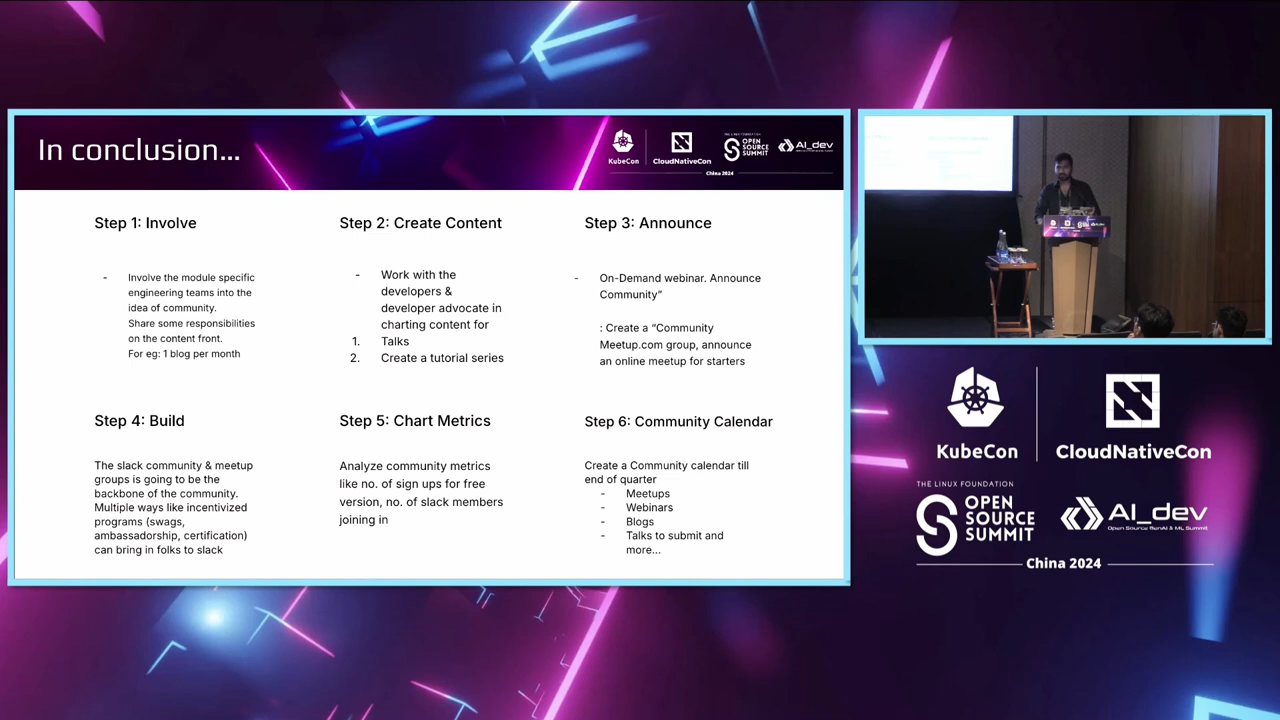 In conclusion...
KubeCon
CloudNativeCon
THE LINUX FOUNDATION
OPEN
SOURCE
SUMMIT
AI_dev
China 2024
Step 1: Involve
- Involve the module specific
engineering teams into the
idea of community.
Share some responsibilities
on the content front.
For eg: 1 blog per month
Step 2: Create Content
- Work with the
developers &
developer advocate in
charting content for
1. Talks
2. Create a tutorial series
Step 3: Announce
- On-Demand webinar. Announce
Community”
: Create a “Community
Meetup.com group, announce
an online meetup for starters
Step 4: Build
The slack community & meetup
groups is going to be the
backbone of the community.
Multiple ways like incentivized
programs (swags,
ambassadorship, certification)
can bring in folks to slack
Step 5: Chart Metrics
Analyze community metrics
like no. of sign ups for free
version, no. of slack members
joining in
Step 6: Community Calendar
Create a Community calendar till
end of quarter
- Meetups
- Webinars
- Blogs
- Talks to submit and
more...
KubeCon
CloudNativeCon
THE LINUX FOUNDATION
OPEN
SOURCE
SUMMIT
AI_dev
Open Source GenAI & ML Summit
China 2024